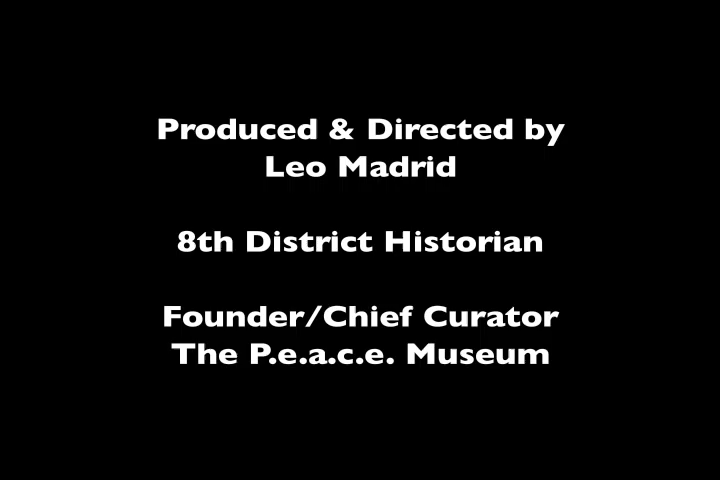 Produced & Directed by
Leo Madrid
8th District Historian
Founder/Chief Curator
The P.e.a.c.e. Museum